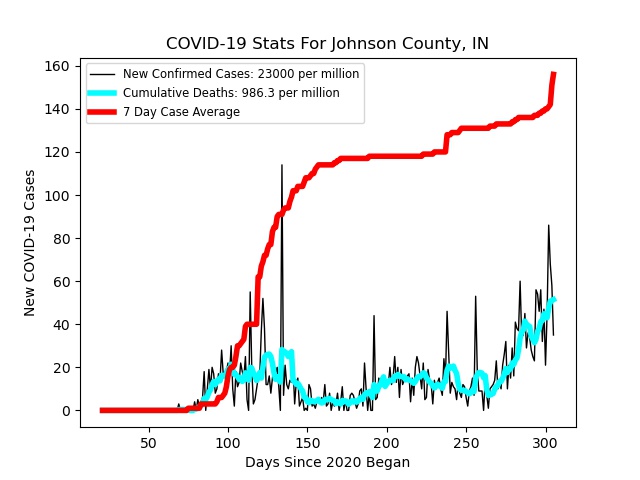 COVID-19 Stats For Johnson County, IN
New Confirmed Cases: 23000 per million
Cumulative Deaths: 986.3 per million
7 Day Case Average
New COVID-19 Cases
160
140
120
100
80
60
40
20
0
50 100 150 200 250 300
Days Since 2020 Began